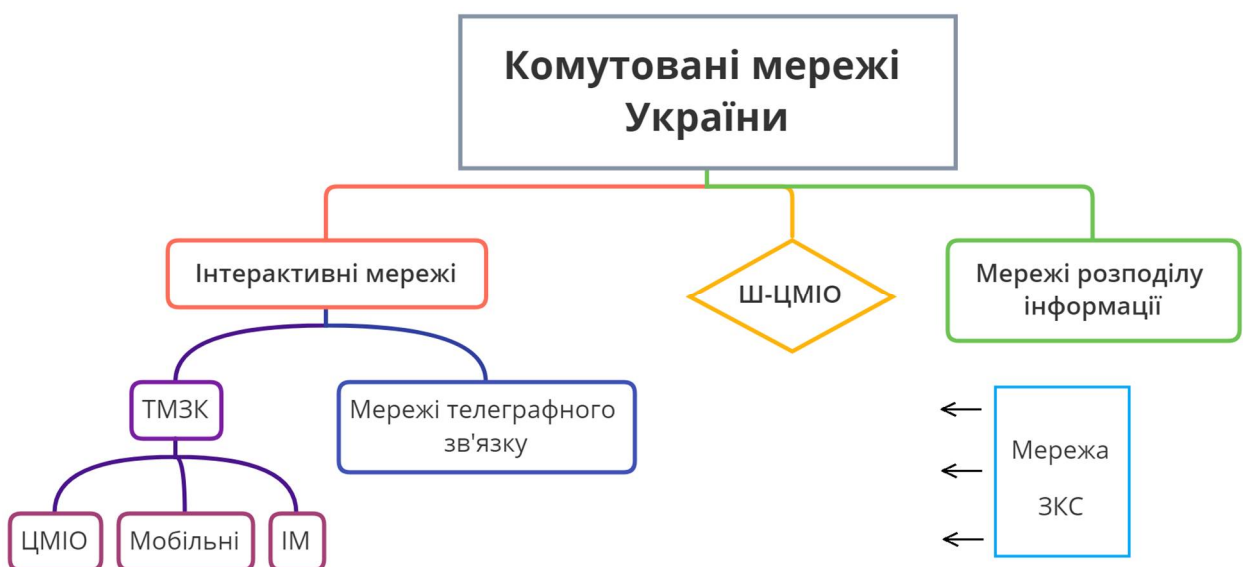 Комутовані мережі
України
Інтерактивні мережі
Ш-ЦМІО
Мережі розподілу
інформації
ТМЗК
Мережі телеграфного
зв'язку
Мережа
ЗКС
ЦМІО
Мобільні
ІМ